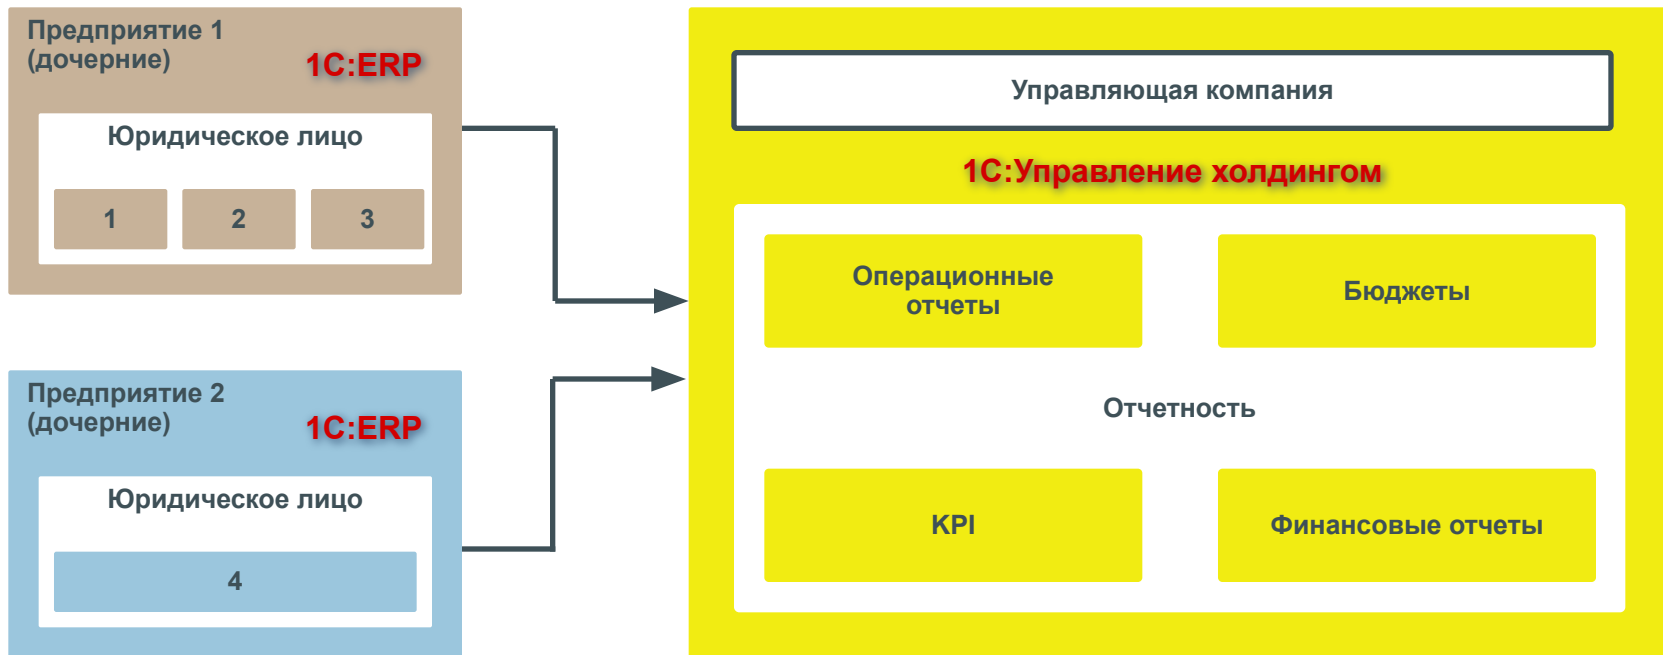 Предприятие 1
(дочерние)
1С:ERP
Юридическое лицо
1
2
3
Предприятие 2
(дочерние)
1С:ERP
Юридическое лицо
4
Управляющая компания
1С:Управление холдингом
Операционные
отчеты
Бюджеты
Отчетность
KPI
Финансовые отчеты